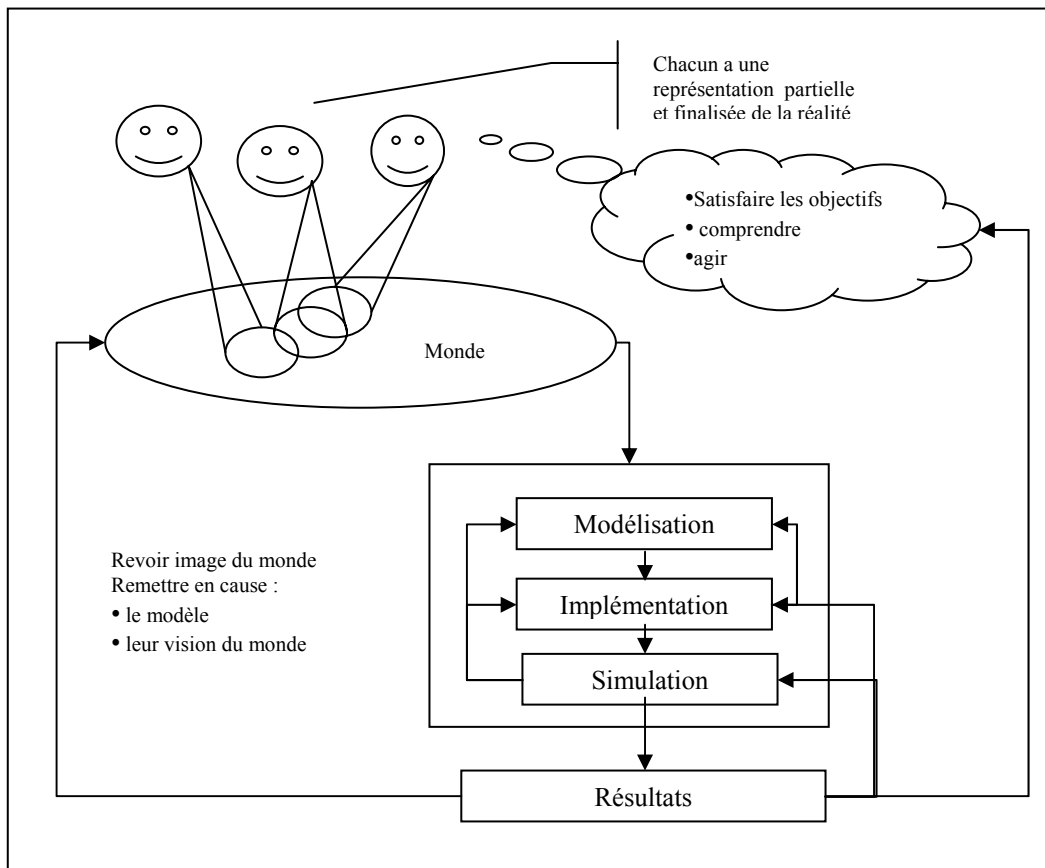 Chacun a une
représentation partielle
et finalisée de la réalité
•Satisfaire les objectifs
• comprendre
•agir
Monde
Modélisation
Implémentation
Simulation
Résultats
Revoir image du monde
Remettre en cause :
• le modèle
• leur vision du monde